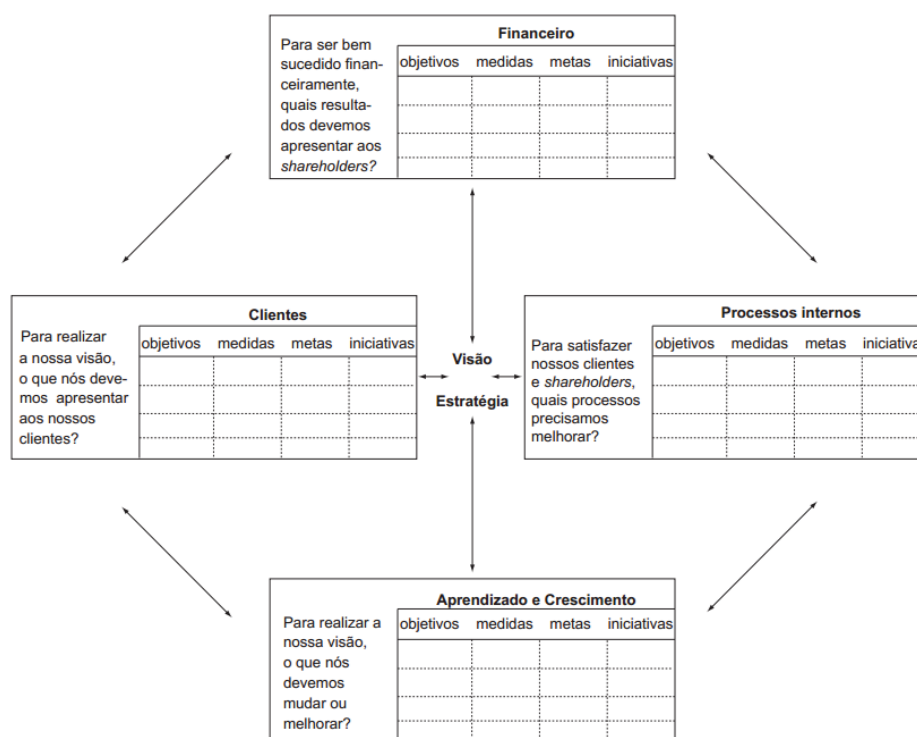 Financeiro
Para ser bem
sucedido finan-
ceiramente,
quais resulta-
dos devemos
apresentar aos
shareholders?
objetivos medidas metas iniciativas
Clientes
Para realizar
a nossa visão,
o que nós deve-
mos apresentar
aos nossos
clientes?
objetivos medidas metas iniciativas
Visão
Estratégia
Processos internos
Para satisfazer
nossos clientes
e shareholders,
quais processos
precisamos
melhorar?
objetivos medidas metas iniciativa
Aprendizado e Crescimento
Para realizar a
nossa visão,
o que nós
devemos
mudar ou
melhorar?
objetivos medidas metas iniciativas